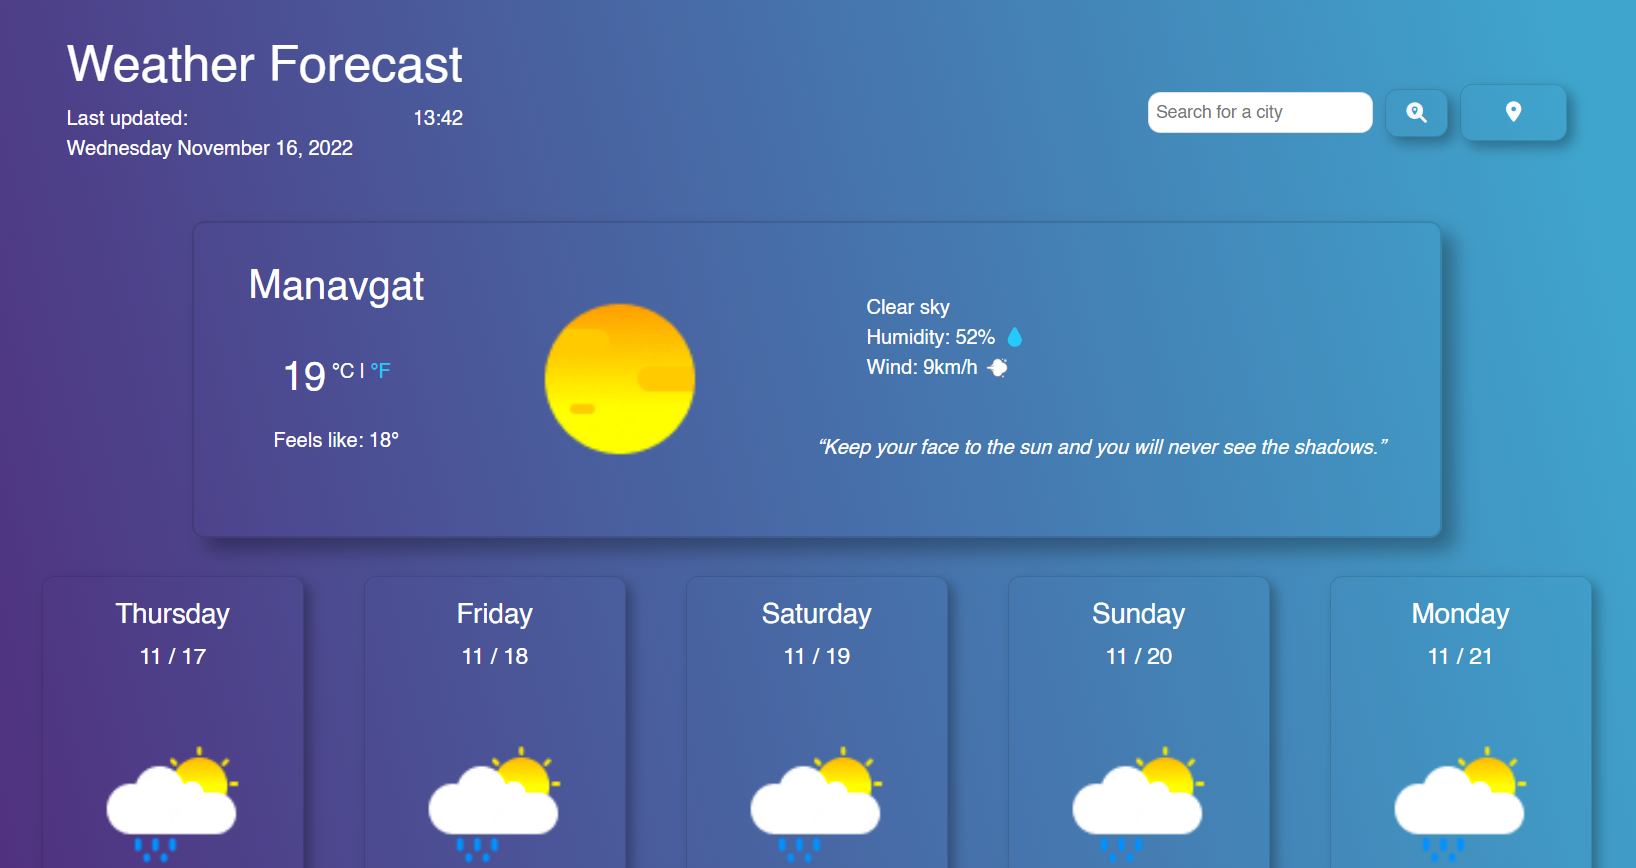 Weather Forecast
Last updated: 13:42
Wednesday November 16, 2022
Search for a city
Manavgat
19 °C | °F
Feels like: 18°
Clear sky
Humidity: 52%
Wind: 9km/h
“Keep your face to the sun and you will never see the shadows.”
Thursday
11 / 17
Friday
11 / 18
Saturday
11 / 19
Sunday
11 / 20
Monday
11 / 21